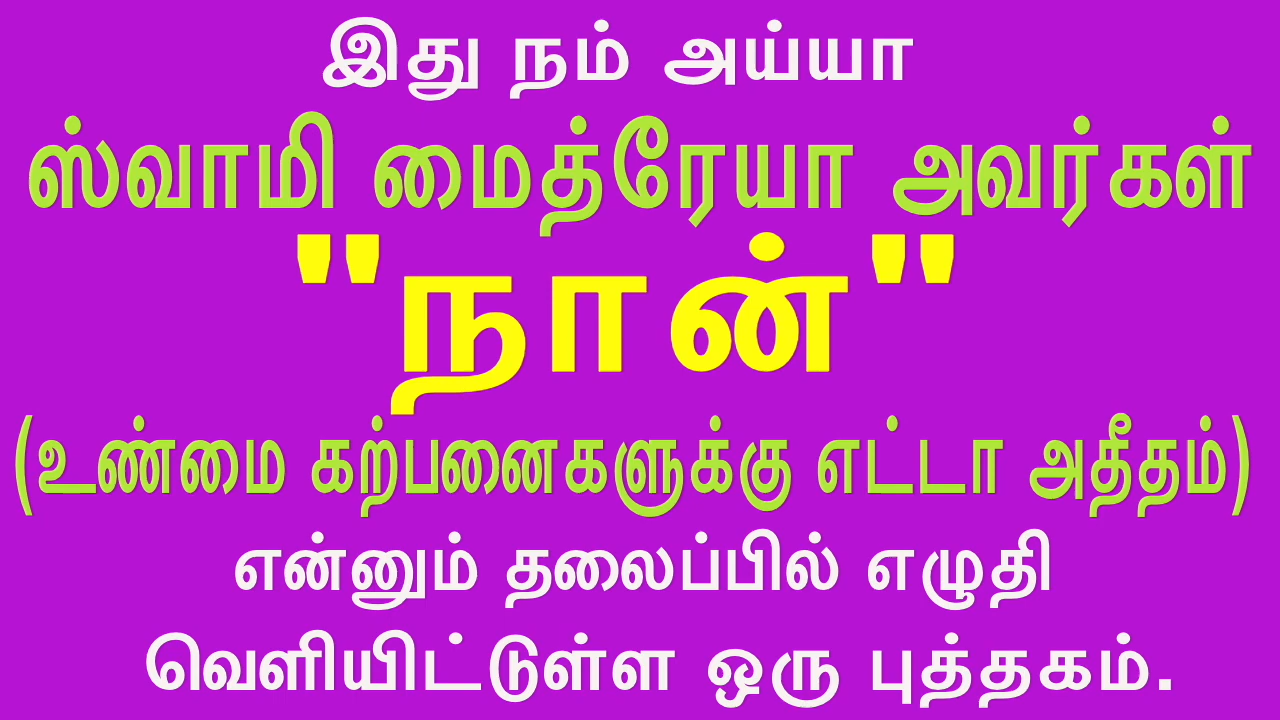 இது நம் அய்யா
ஸ்வாமி மைத்ரேயா அவர்கள்
"நான்"
(உண்மை கற்பனைகளுக்கு எட்டா அதீதம்)
என்னும் தலைப்பில் எழுதி
வெளியிட்டுள்ள ஒரு புத்தகம்.